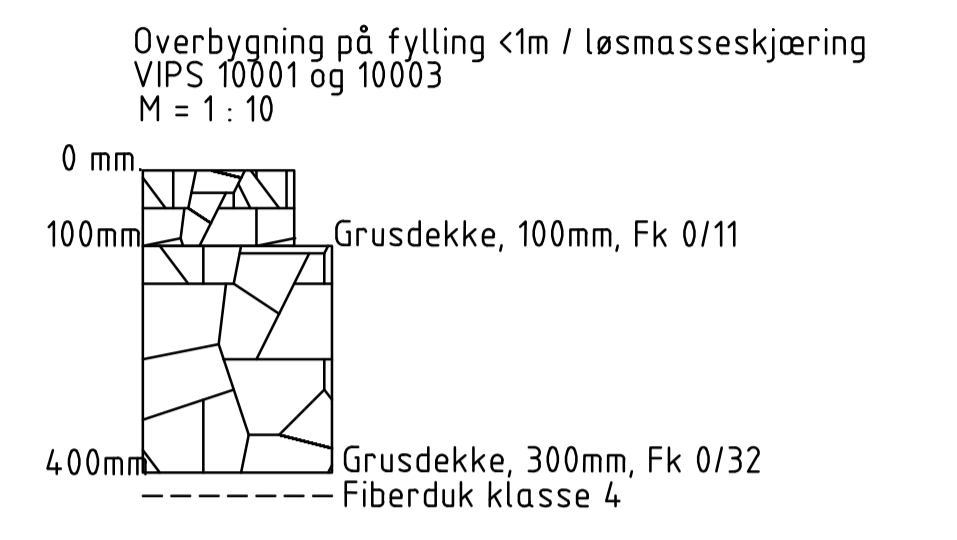 Overbygning på fylling <1m / løsmasseskjæring
VIPS 10001 og 10003
M = 1 : 10
0 mm
100mm
Grusdekke, 100mm, Fk 0/11
400mm
Grusdekke, 300mm, Fk 0/32
Fiberduk klasse 4